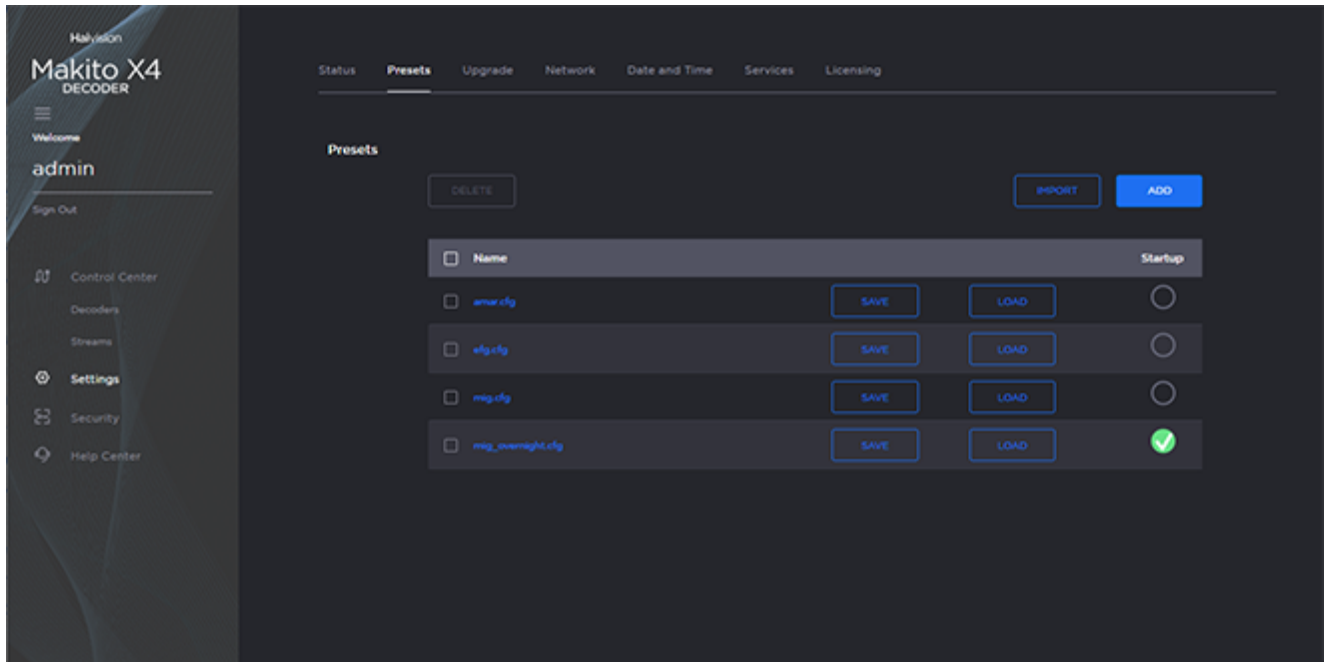 Haivision
Makito X4
DECODER
Welcome
admin
Sign Out
Control Center
Decoders
Streams
Settings
Security
Help Center
Status Presets Upgrade Network Date and Time Services Licensing
Presets
DELETE IMPORT ADD
Name Startup
amar.cfg SAVE LOAD
efg.cfg SAVE LOAD
mig.cfg SAVE LOAD
mig_overnight.cfg SAVE LOAD